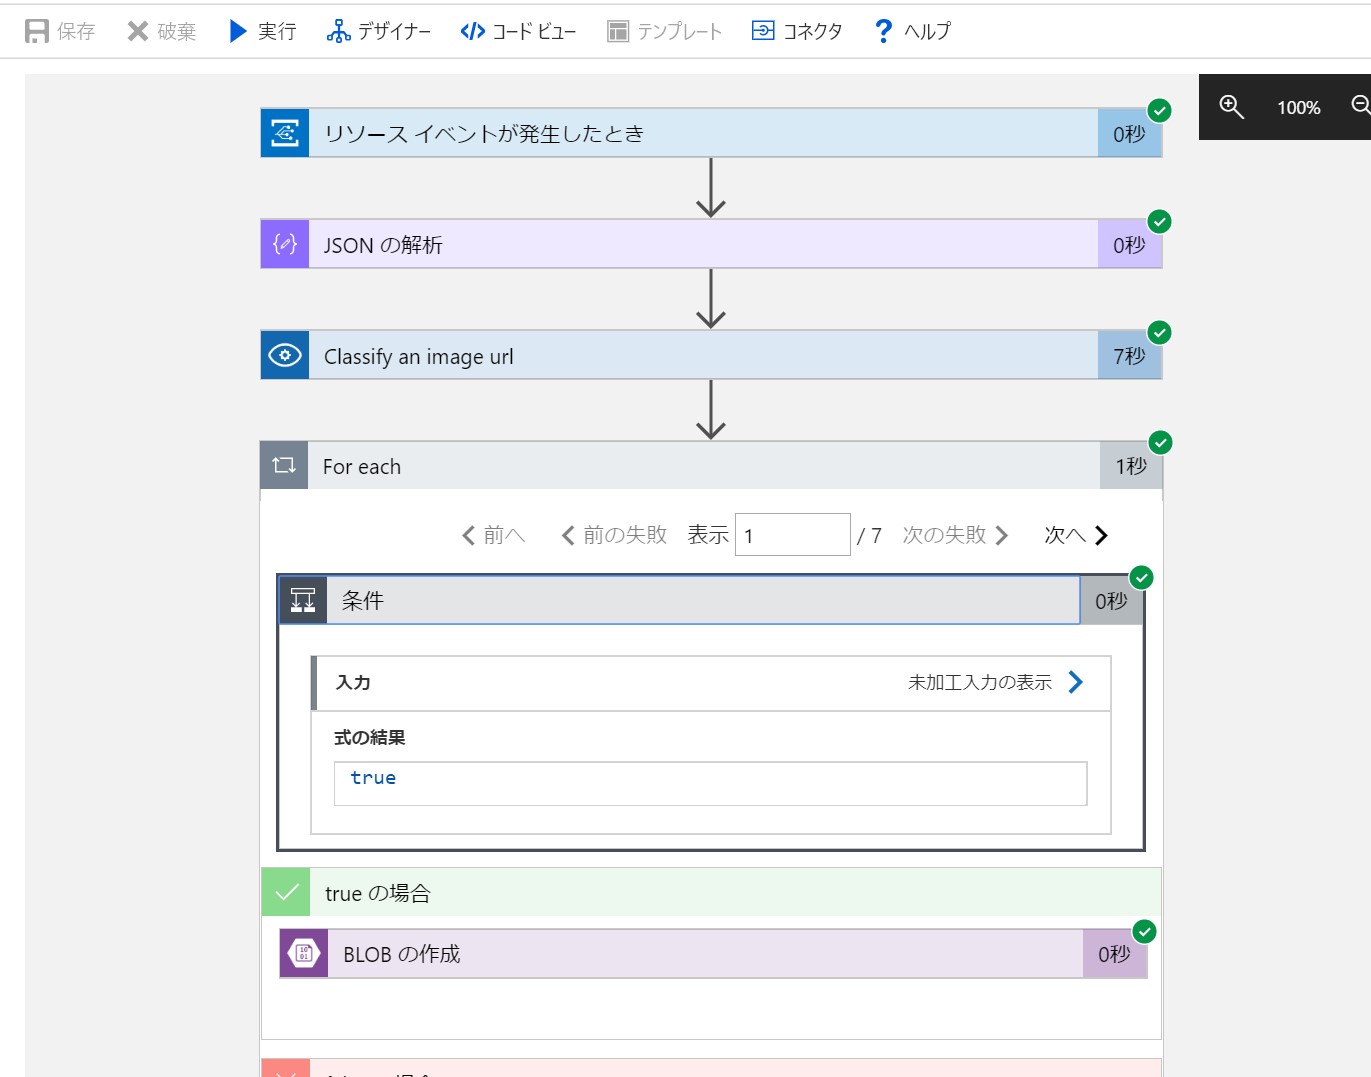 保存 破棄 実行 デザイナー コード ビュー テンプレート コネクタ ? ヘルプ
100%
リソース イベントが発生したとき 0秒
JSON の解析 0秒
Classify an image url 7秒
For each 1秒
前へ 前の失敗 表示 1 / 7 次の失敗 次へ
条件 0秒
入力 未加工入力の表示
式の結果
true
true の場合
BLOB の作成 0秒